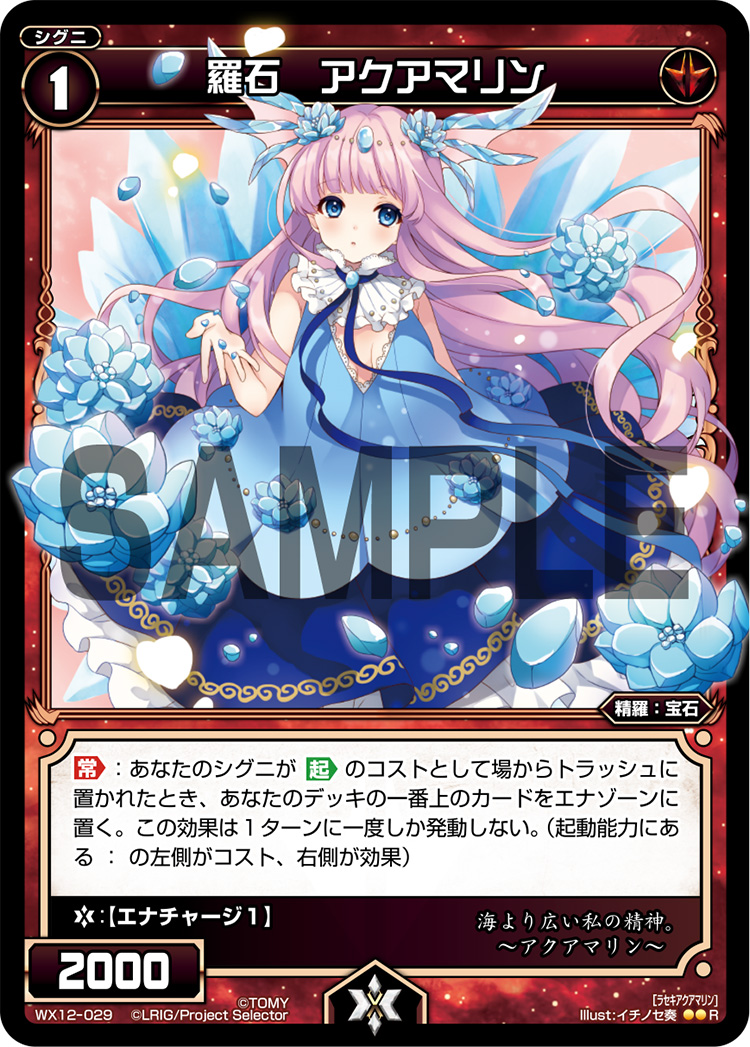 シグニ
1
羅石　アクアマリン
SAMPLE
精羅：宝石
常：あなたのシグニが 起 のコストとして場からトラッシュに
置かれたとき、あなたのデッキの一番上のカードをエナゾーンに
置く。この効果は１ターンに一度しか発動しない。（起動能力にあ
る ： の左側がコスト、右側が効果）
：【エナチャージ１】
海より広い私の精神。
～アクアマリン～
2000
©TOMY
WX12-029 ©LRIG/Project Selector
[ラセキアクアマリン]
Illust:イチノセ奏 R